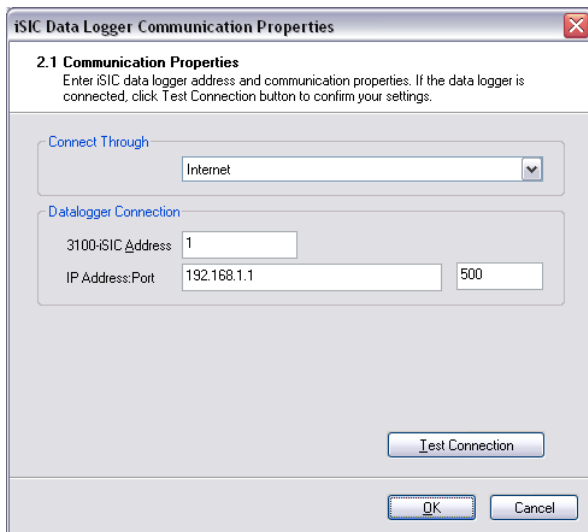 iSIC Data Logger Communication Properties
2.1 Communication Properties
Enter iSIC data logger address and communication properties. If the data logger is
connected, click Test Connection button to confirm your settings.
Connect Through
Internet
Datalogger Connection
3100-iSIC Address 1
IP Address:Port 192.168.1.1 500
Test Connection
OK Cancel